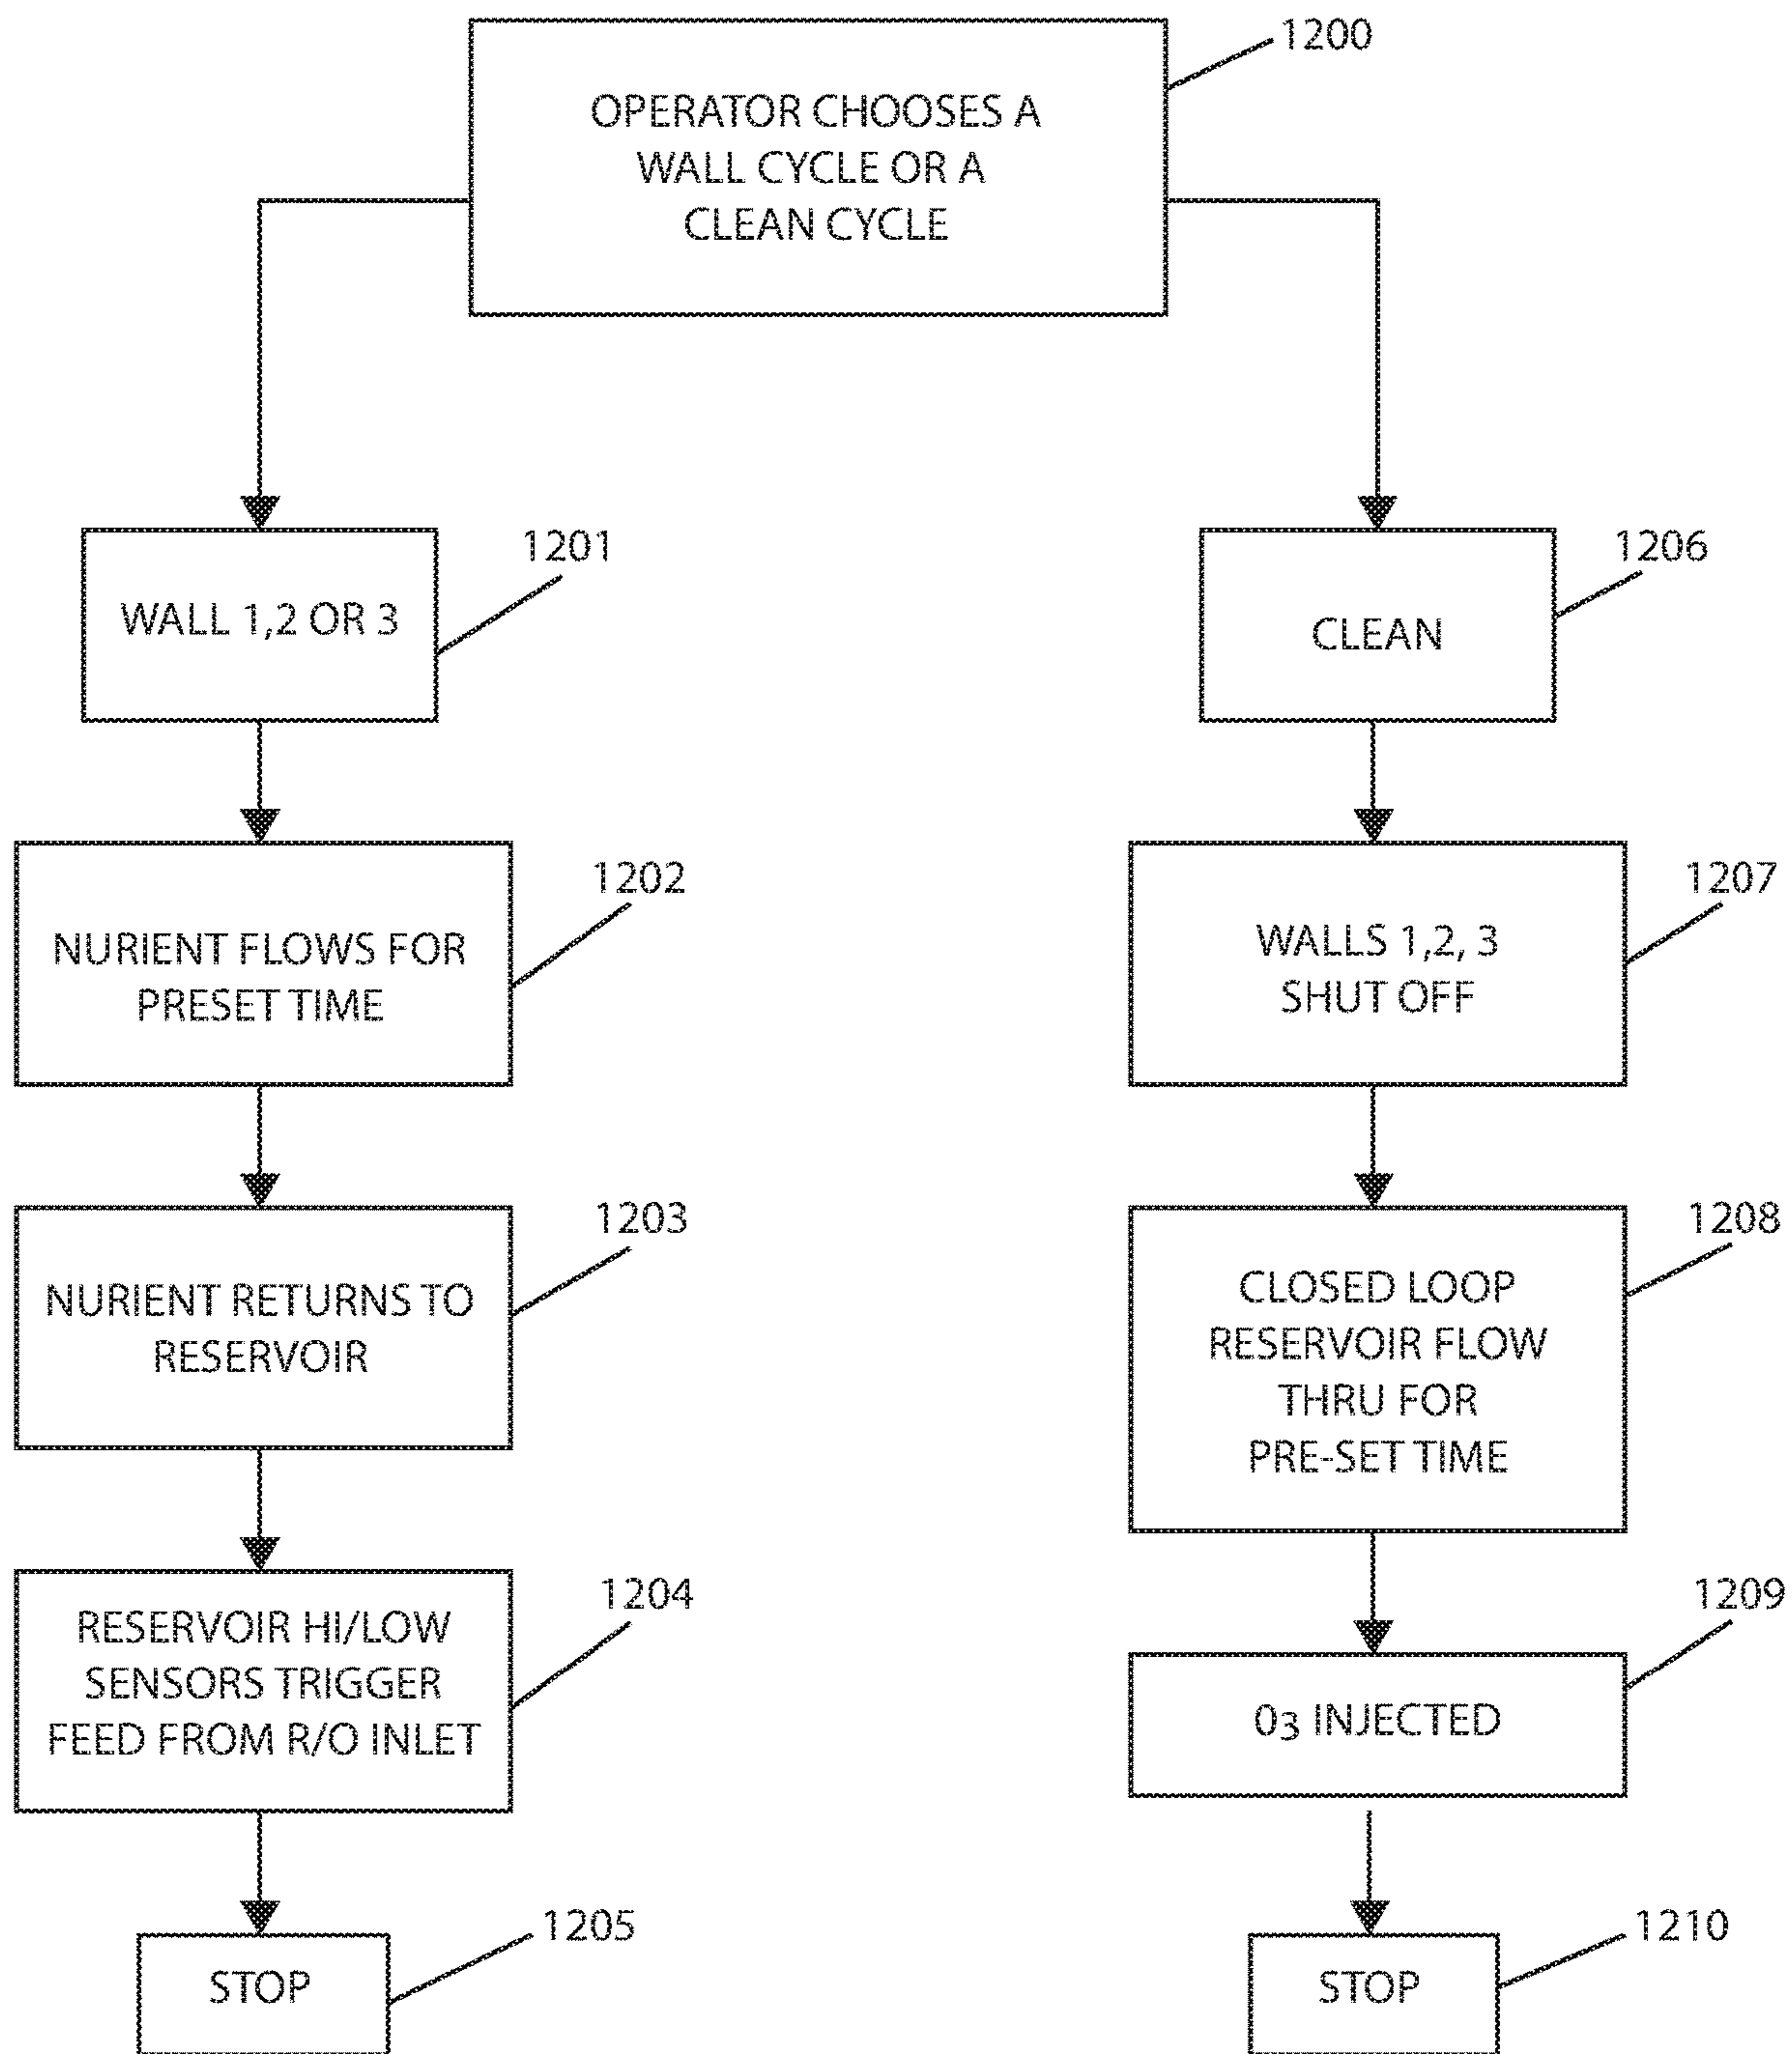 1200
OPERATOR CHOOSES A
WALL CYCLE OR A
CLEAN CYCLE
1201
WALL 1,2 OR 3
1202
NURIENT FLOWS FOR
PRESET TIME
1203
NURIENT RETURNS TO
RESERVOIR
1204
RESERVOIR HI/LOW
SENSORS TRIGGER
FEED FROM R/O INLET
1205
STOP
1206
CLEAN
1207
WALLS 1,2, 3
SHUT OFF
1208
CLOSED LOOP
RESERVOIR FLOW
THRU FOR
PRE-SET TIME
1209
03 INJECTED
1210
STOP